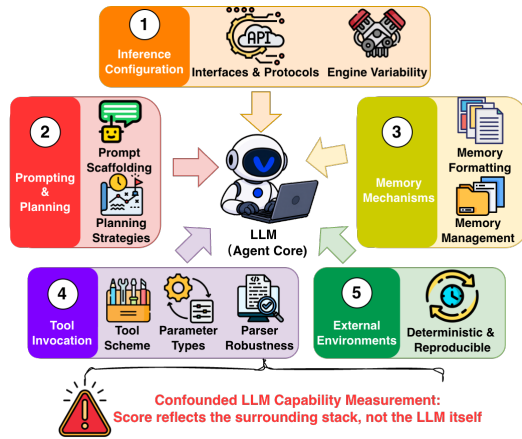 1
Inference
Configuration
API
Interfaces & Protocols
Engine Variability
2
Prompting
&
Planning
Prompt
Scaffolding
Planning
Strategies
3
Memory
Mechanisms
Memory
Formatting
Memory
Management
LLM
(Agent Core)
4
Tool
Invocation
Tool
Scheme
Parameter
Types
Parser
Robustness
5
External
Environments
Deterministic &
Reproducible
Confounded LLM Capability Measurement:
Score reflects the surrounding stack, not the LLM itself